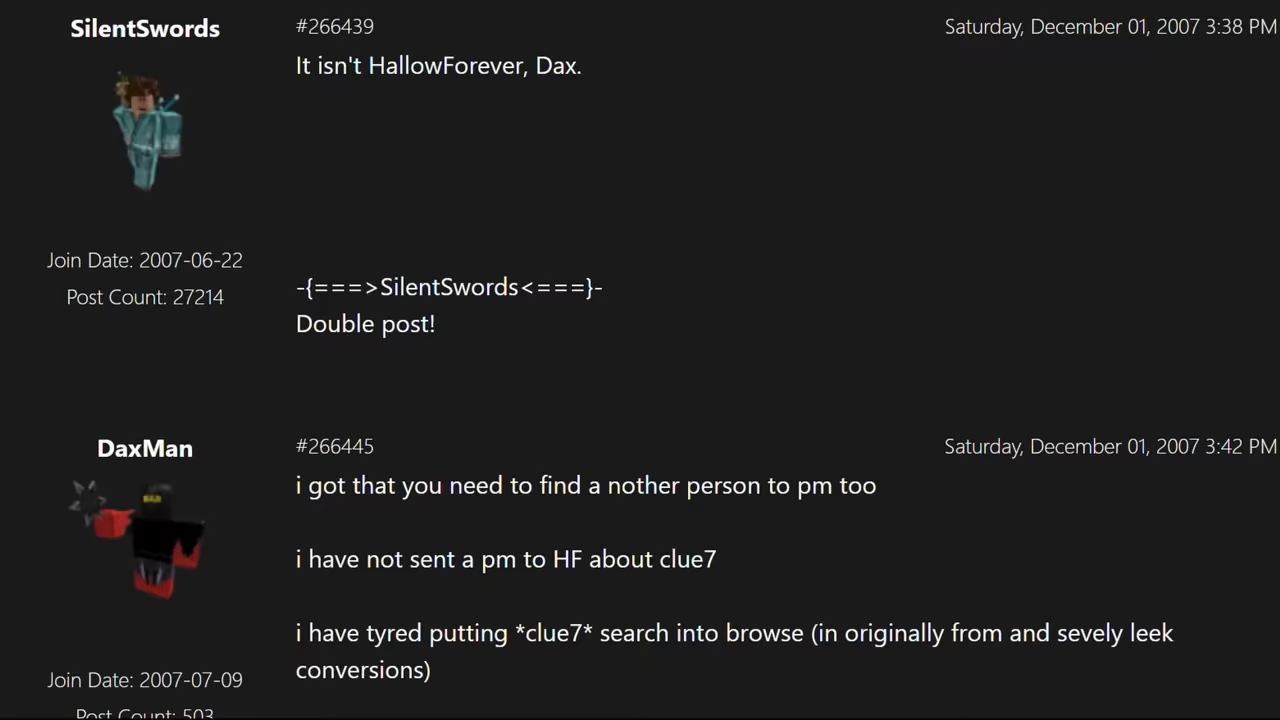 SilentSwords
#266439
Saturday, December 01, 2007 3:38 PM
It isn't HallowForever, Dax.
Join Date: 2007-06-22
Post Count: 27214
-{===>SilentSwords<===}-
Double post!
DaxMan
#266445
Saturday, December 01, 2007 3:42 PM
i got that you need to find a nother person to pm too
i have not sent a pm to HF about clue7
i have tyred putting *clue7* search into browse (in originally from and sevely leek
conversions)
Join Date: 2007-07-09
Post Count: 503